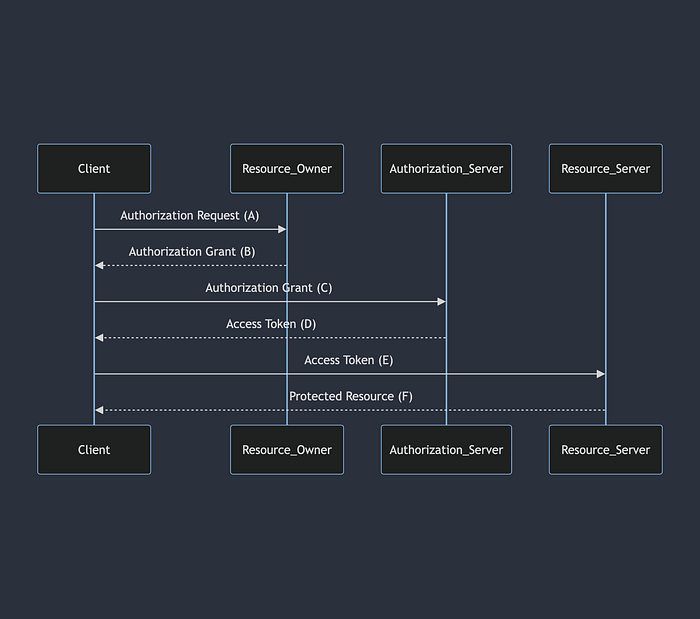 Client
Resource_Owner
Authorization_Server
Resource_Server
Authorization Request (A)
Authorization Grant (B)
Authorization Grant (C)
Access Token (D)
Access Token (E)
Protected Resource (F)
Client
Resource_Owner
Authorization_Server
Resource_Server